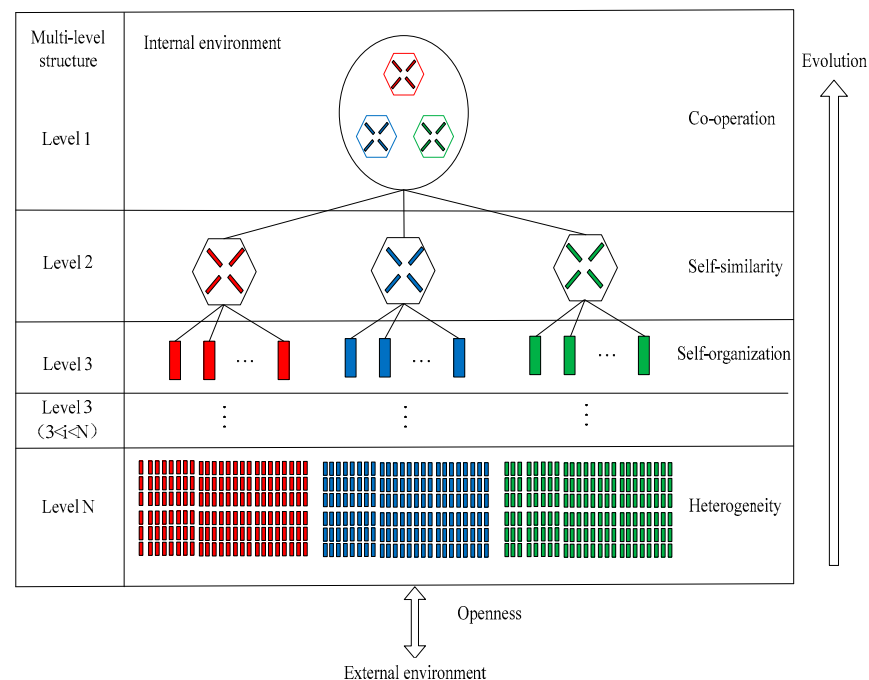 Multi-level
structure
Internal environment
Evolution
Level 1
Co-operation
Level 2
Self-similarity
Level 3
...
...
...
Self-organization
Level 3
(3<i<N)
Level N
Heterogeneity
Openness
External environment